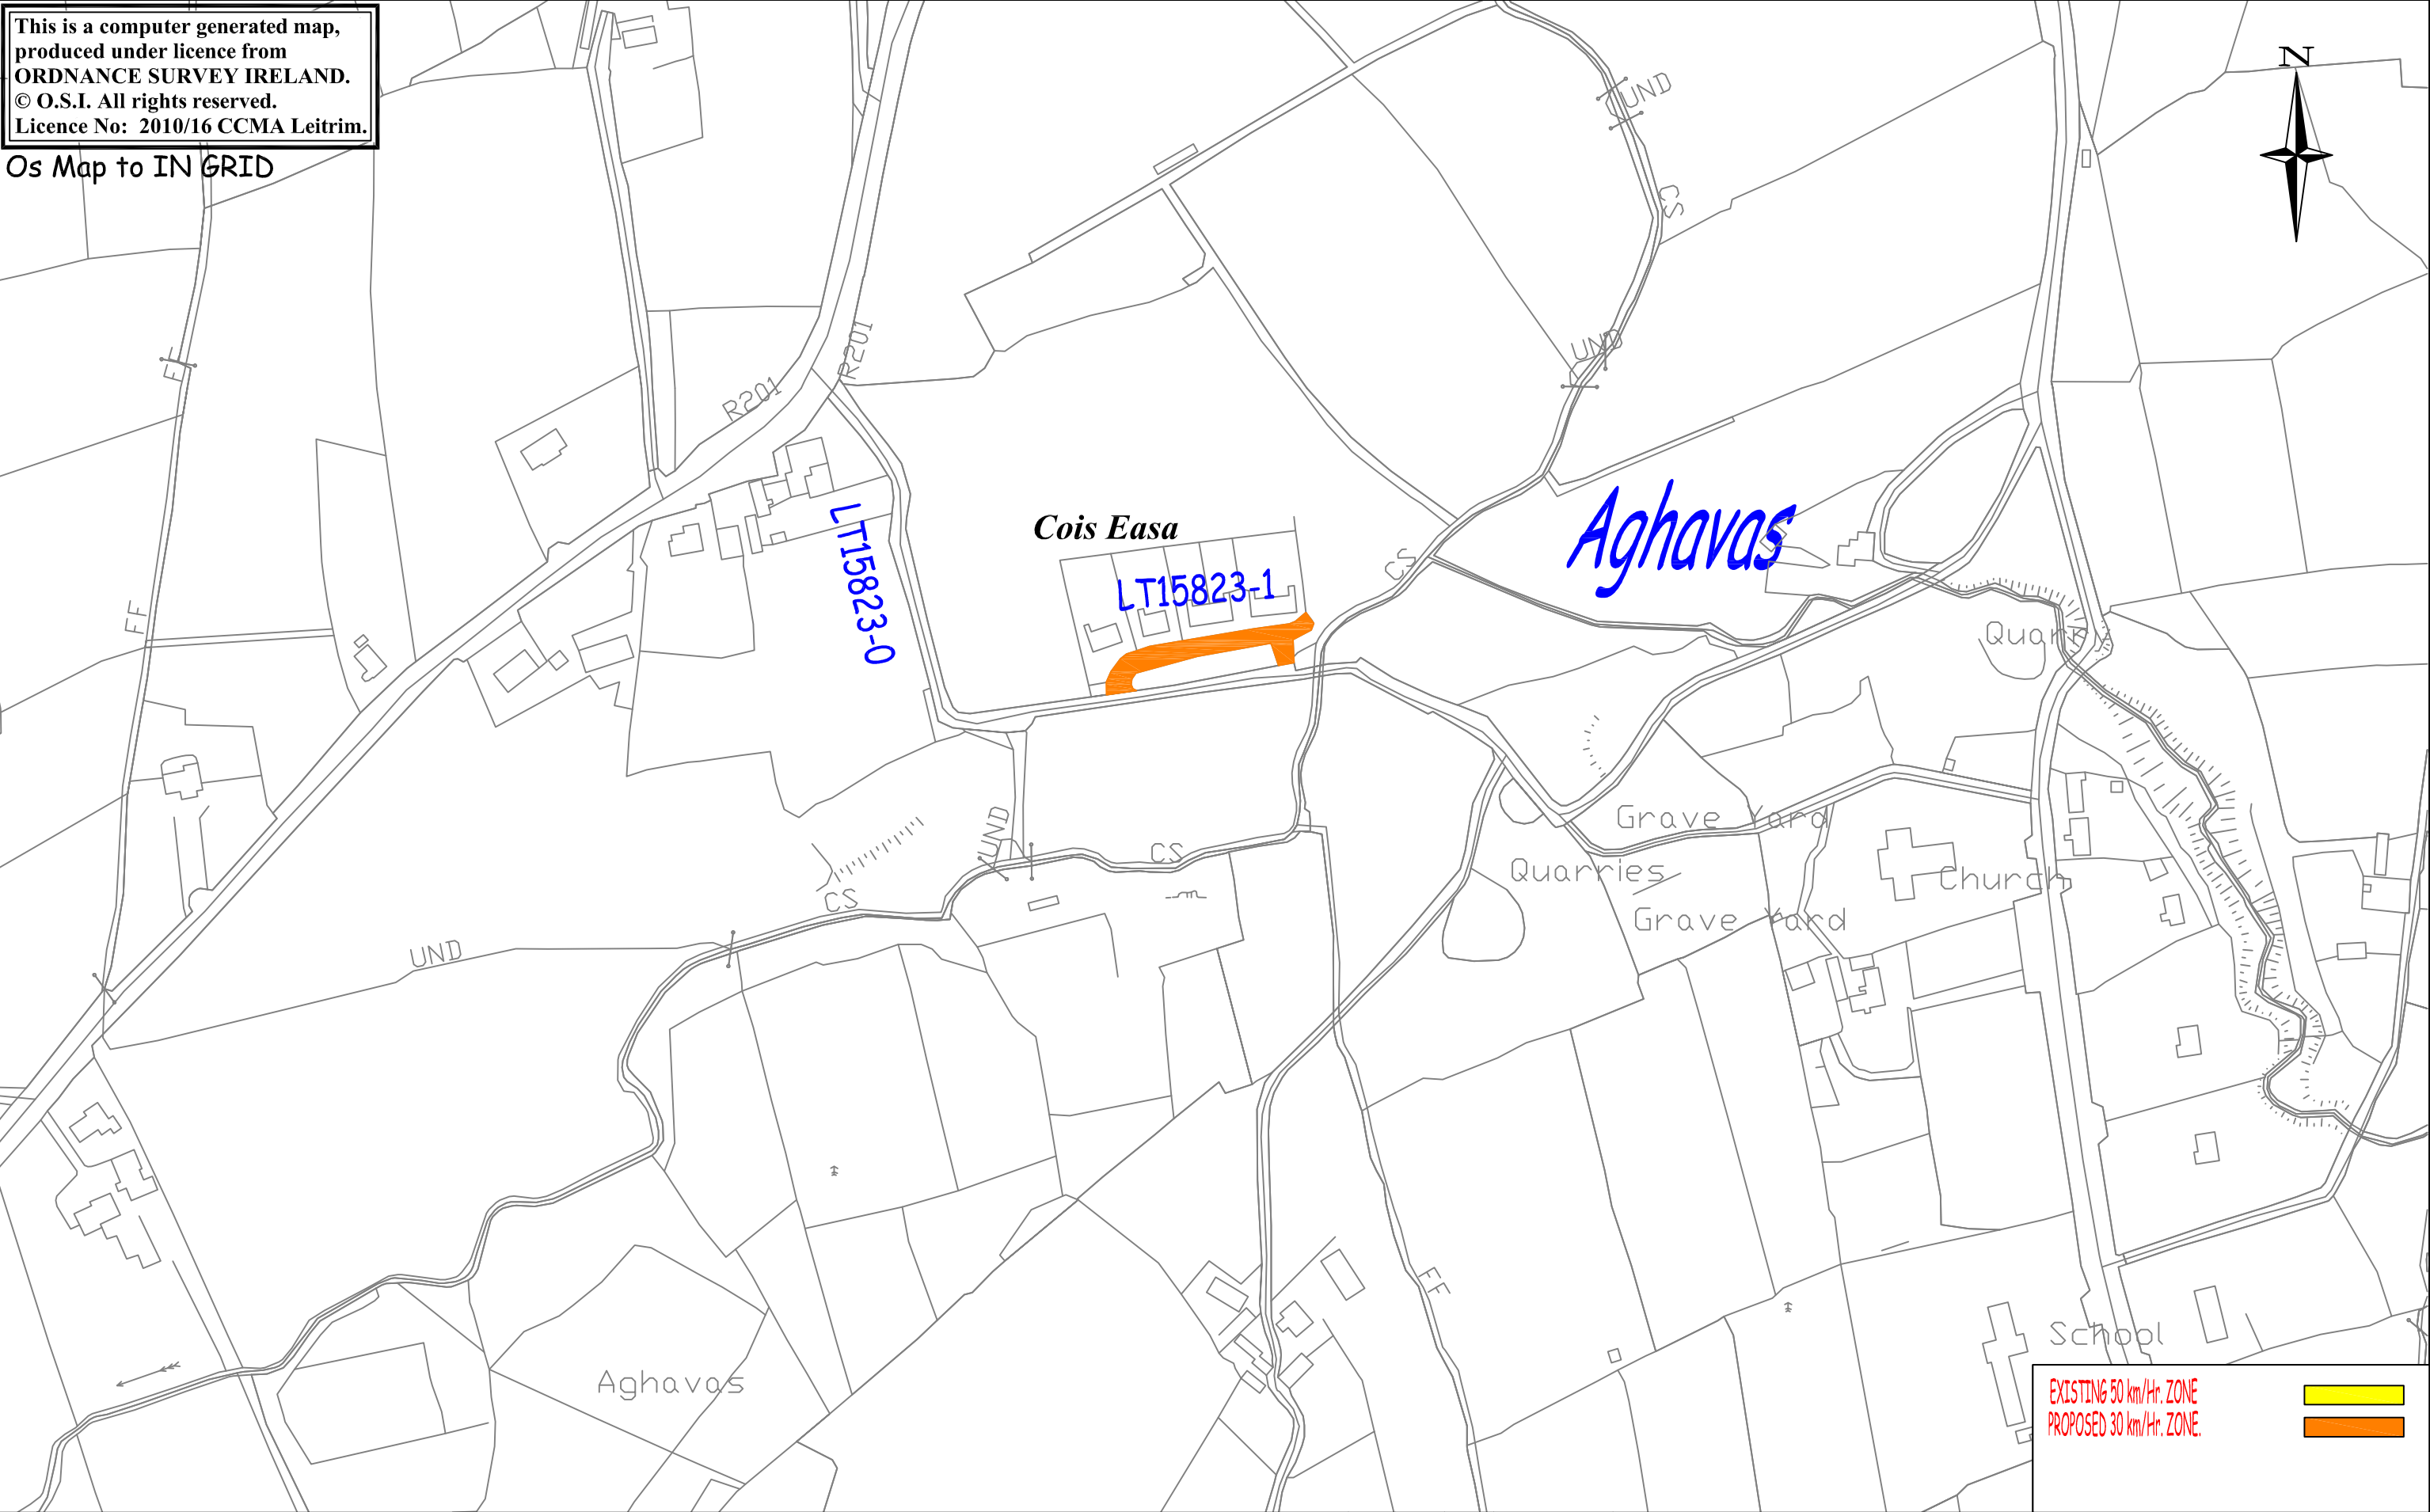 This is a computer generated map,
produced under licence from
ORDNANCE SURVEY IRELAND.
© O.S.I. All rights reserved.
Licence No: 2010/16 CCMA Leitrim.
Os Map to IN GRID
N
UND
CS
R201
R201
UND
FF
Cois Easa
Aghavas
LT15823-0
LT15823-1
CS
FF
Quarry
Grave Yard
UND
CS
Quarries
Church
CS
Grave Yard
UND
FF
School
Aghavas
EXISTING 50 km/Hr. ZONE
PROPOSED 30 km/Hr. ZONE.